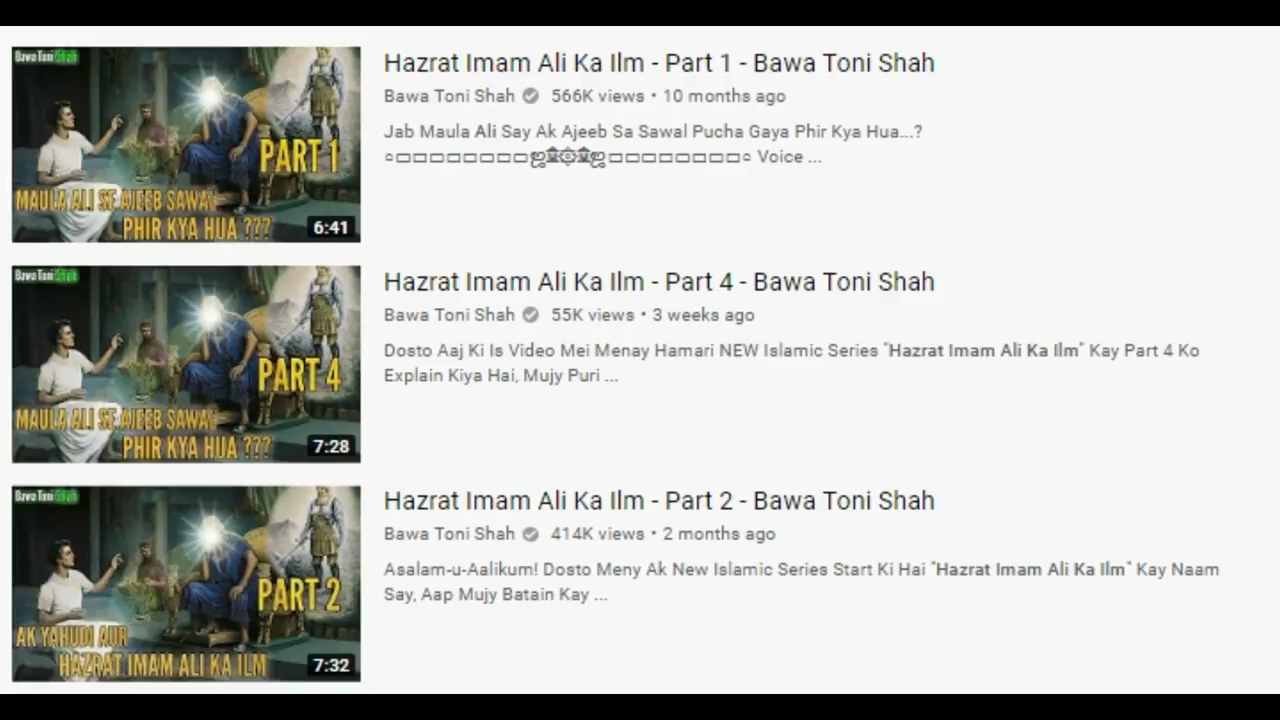 Bawa Toni Shah
PART 1
MAULA ALI SE AJEEB SAWAL
PHIR KYA HUA ???
6:41
Hazrat Imam Ali Ka Ilm - Part 1 - Bawa Toni Shah
Bawa Toni Shah 566K views • 10 months ago
Jab Maula Ali Say Ak Ajeeb Sa Sawal Pucha Gaya Phir Kya Hua...?
Voice ...
Bawa Toni Shah
PART 4
MAULA ALI SE AJEEB SAWAL
PHIR KYA HUA ???
7:28
Hazrat Imam Ali Ka Ilm - Part 4 - Bawa Toni Shah
Bawa Toni Shah 55K views • 3 weeks ago
Dosto Aaj Ki Is Video Mei Menay Hamari NEW Islamic Series "Hazrat Imam Ali Ka Ilm" Kay Part 4 Ko
Explain Kiya Hai, Mujy Puri ...
Bawa Toni Shah
PART 2
AK YAHUDI AUR
HAZRAT IMAM ALI KA ILM
7:32
Hazrat Imam Ali Ka Ilm - Part 2 - Bawa Toni Shah
Bawa Toni Shah 414K views • 2 months ago
Asalam-u-Aalikum! Dosto Meny Ak New Islamic Series Start Ki Hai "Hazrat Imam Ali Ka Ilm" Kay Naam
Say, Aap Mujy Batain Kay ...